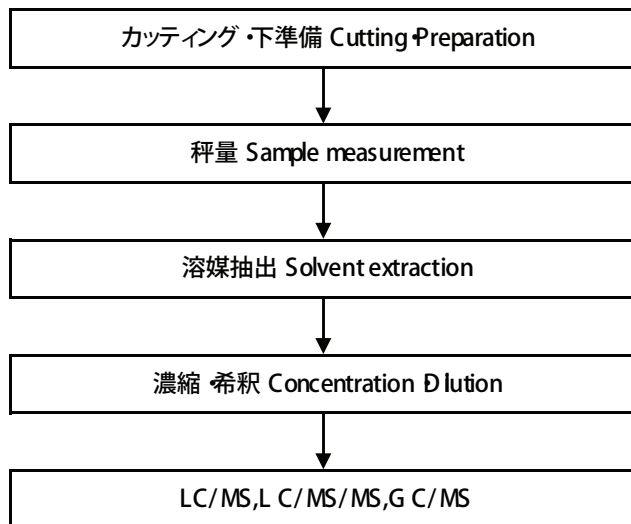 カッティング・下準備 Cutting・Preparation
秤量 Sample measurement
溶媒抽出 Solvent extraction
濃縮・希釈 Concentration・Dilution
LC/MS,LC/MS/MS,GC/MS